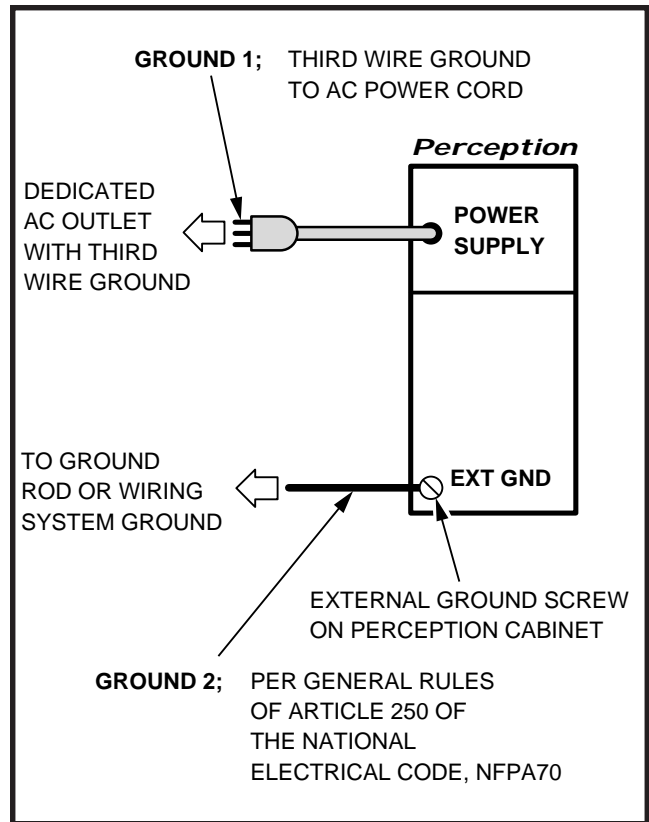 GROUND 1; THIRD WIRE GROUND
TO AC POWER CORD
Perception
DEDICATED
AC OUTLET
WITH THIRD
WIRE GROUND
POWER
SUPPLY
TO GROUND
ROD OR WIRING
SYSTEM GROUND
EXT GND
EXTERNAL GROUND SCREW
ON PERCEPTION CABINET
GROUND 2; PER GENERAL RULES
OF ARTICLE 250 OF
THE NATIONAL
ELECTRICAL CODE, NFPA70